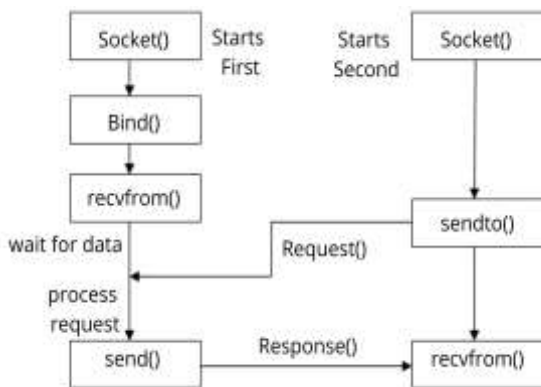 Socket()
Starts
First
Starts
Second
Socket()
Bind()
recvfrom()
wait for data
Request()
sendto()
process
request
send()
Response()
recvfrom()